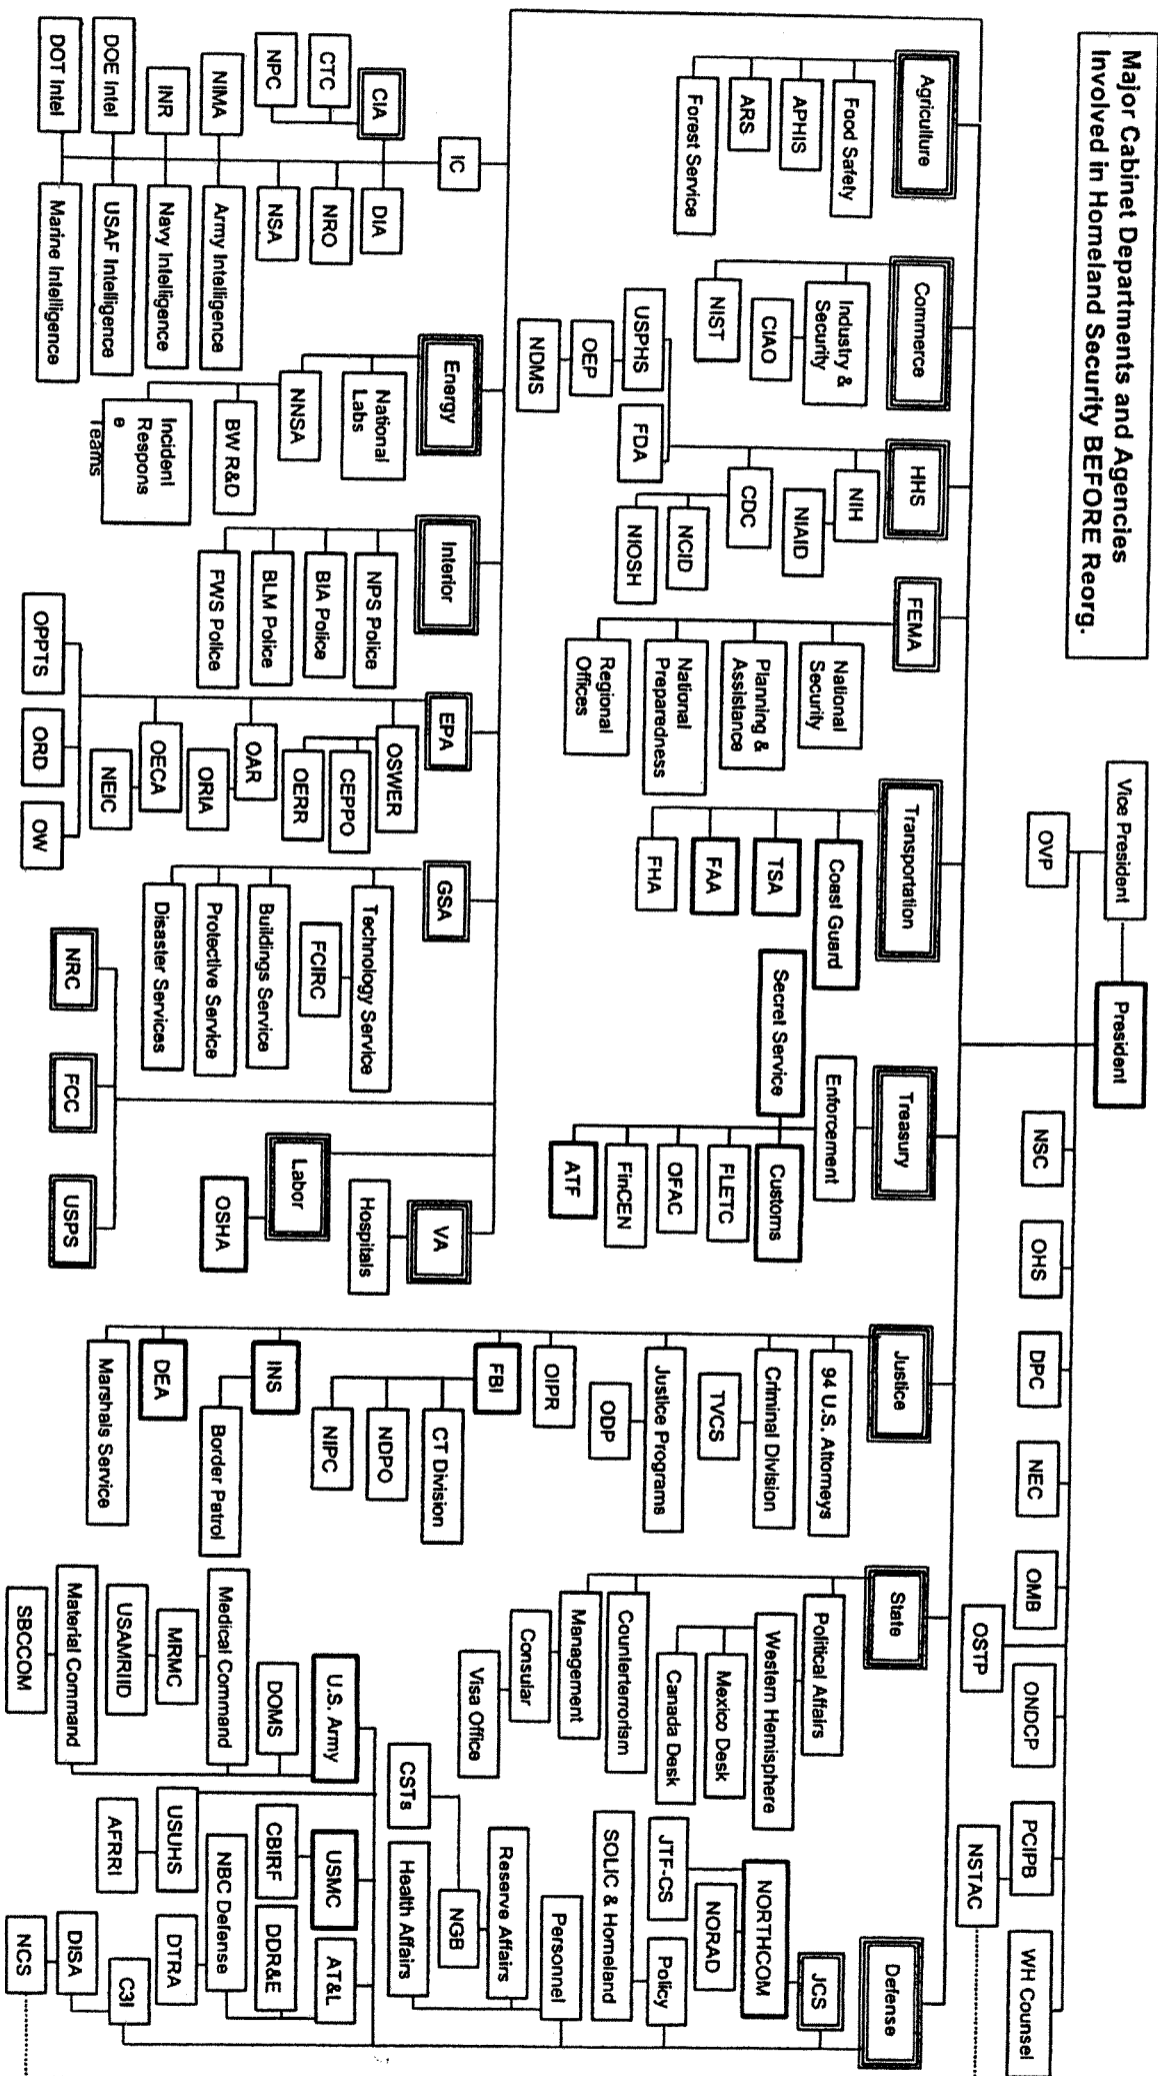 Major Cabinet Departments and Agencies
Involved in Homeland Security BEFORE Reorg.
Vice President
President
OVP
NSC
OHS
DPC
NEC
OMB
OSTP
ONDCP
PCIPB
NSTAC
WH Counsel
Agriculture
Food Safety
APHIS
ARS
Forest Service
Commerce
Industry &
Security
CIAO
NIST
HHS
NIH
NIAID
CDC
NCID
NIOSH
FDA
USPHS
OEP
NDMS
FEMA
National
Security
Planning &
Assistance
National
Preparedness
Regional
Offices
Transportation
Coast Guard
TSA
FAA
FHA
Treasury
Enforcement
Secret Service
Customs
FLETC
OFAC
FinCEN
ATF
Justice
94 U.S. Attorneys
Criminal Division
TVCS
Justice Programs
ODP
OIPR
FBI
CT Division
NDPO
NIPC
INS
Border Patrol
DEA
Marshals Service
State
Political Affairs
Western Hemisphere
Mexico Desk
Canada Desk
Counterterrorism
Management
Consular
Visa Office
Defense
JCS
NORTHCOM
NORAD
JTF-CS
Policy
SOLIC & Homeland
Personnel
Reserve Affairs
NGB
CSTs
Health Affairs
U.S. Army
DOMS
Medical Command
MRMC
USAMRIID
Material Command
SBCCOM
USMC
CBIRF
USUHS
AFRRI
AT&L
DDR&E
NBC Defense
DTRA
C3I
DISA
NCS
IC
CIA
CTC
NPC
DIA
NRO
NSA
NIMA
Army Intelligence
INR
Navy Intelligence
DOE Intel
USAF Intelligence
DOT Intel
Marine Intelligence
Energy
National
Labs
NNSA
BW R&D
Incident
Respons
e
Teams
Interior
NPS Police
BIA Police
BLM Police
FWS Police
EPA
OSWER
CEPPO
OERR
OAR
ORIA
OECA
NEIC
OPPTS
ORD
OW
GSA
Technology Service
FCIRC
Buildings Service
Protective Service
Disaster Services
NRC
FCC
USPS
Labor
OSHA
VA
Hospitals